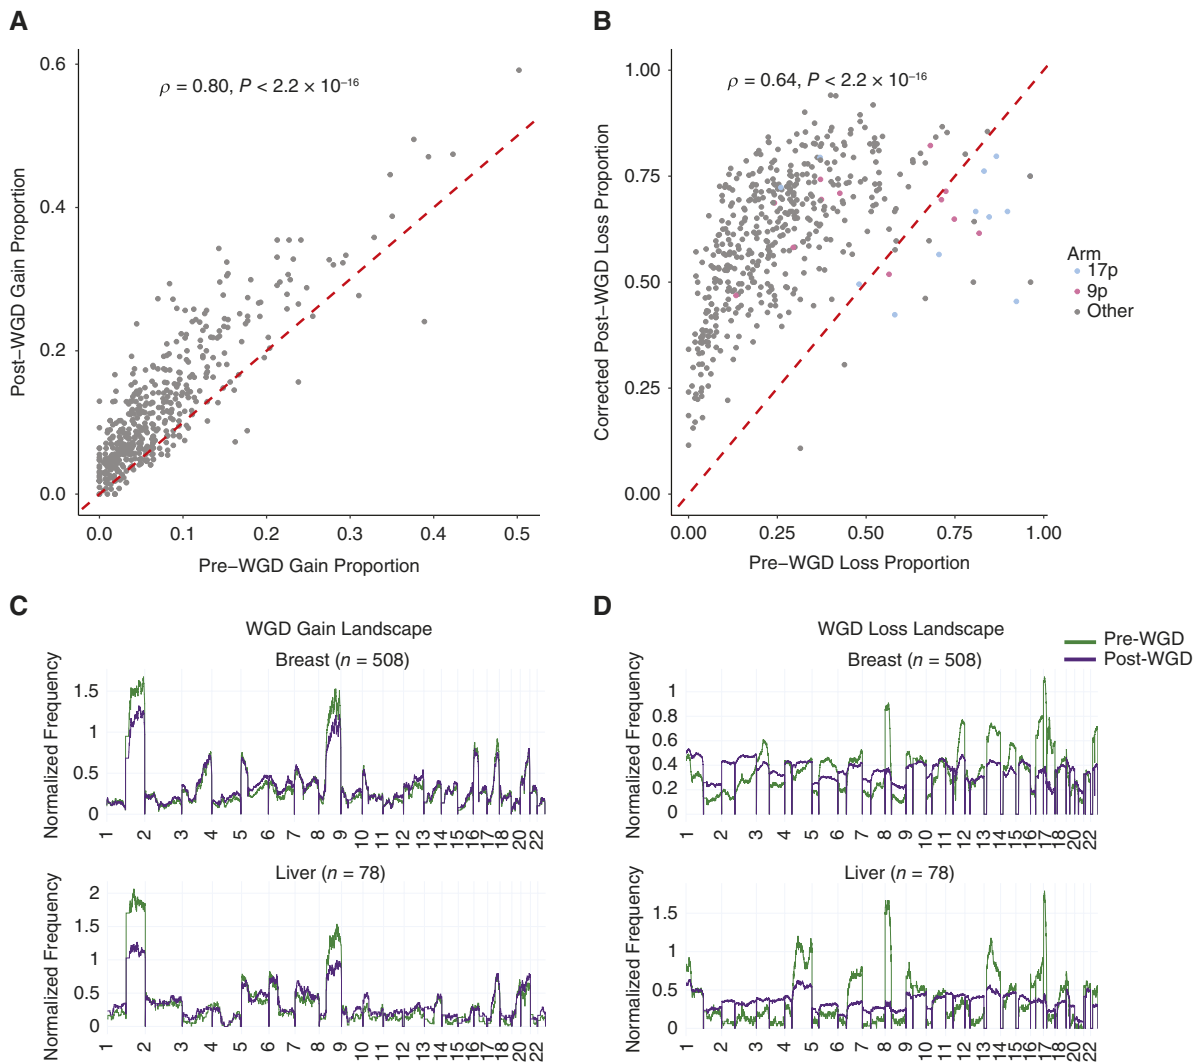 A
ρ = 0.80, P < 2.2 × 10⁻¹⁶
Post–WGD Gain Proportion
0.6
0.4
0.2
0.0
0.0 0.1 0.2 0.3 0.4 0.5
Pre–WGD Gain Proportion
B
ρ = 0.64, P < 2.2 × 10⁻¹⁶
Corrected Post–WGD Loss Proportion
1.00
0.75
0.50
0.25
0.00
0.00 0.25 0.50 0.75 1.00
Pre–WGD Loss Proportion
Arm
17p
9p
Other
C
WGD Gain Landscape
Breast (n = 508)
Normalized Frequency
1.5
1
0.5
0
1 2 3 4 5 6 7 8 9 10 11 12 13 14 15 16 17 18 20 22
Liver (n = 78)
Normalized Frequency
2
1.5
1
0.5
0
1 2 3 4 5 6 7 8 9 10 11 12 13 14 15 16 17 18 20 22
D
WGD Loss Landscape
Pre–WGD
Post–WGD
Breast (n = 508)
Normalized Frequency
1
0.8
0.6
0.4
0.2
0
1 2 3 4 5 6 7 8 9 10 11 12 13 14 15 16 17 18 20 22
Liver (n = 78)
Normalized Frequency
1.5
1
0.5
0
1 2 3 4 5 6 7 8 9 10 11 12 13 14 15 16 17 18 20 22